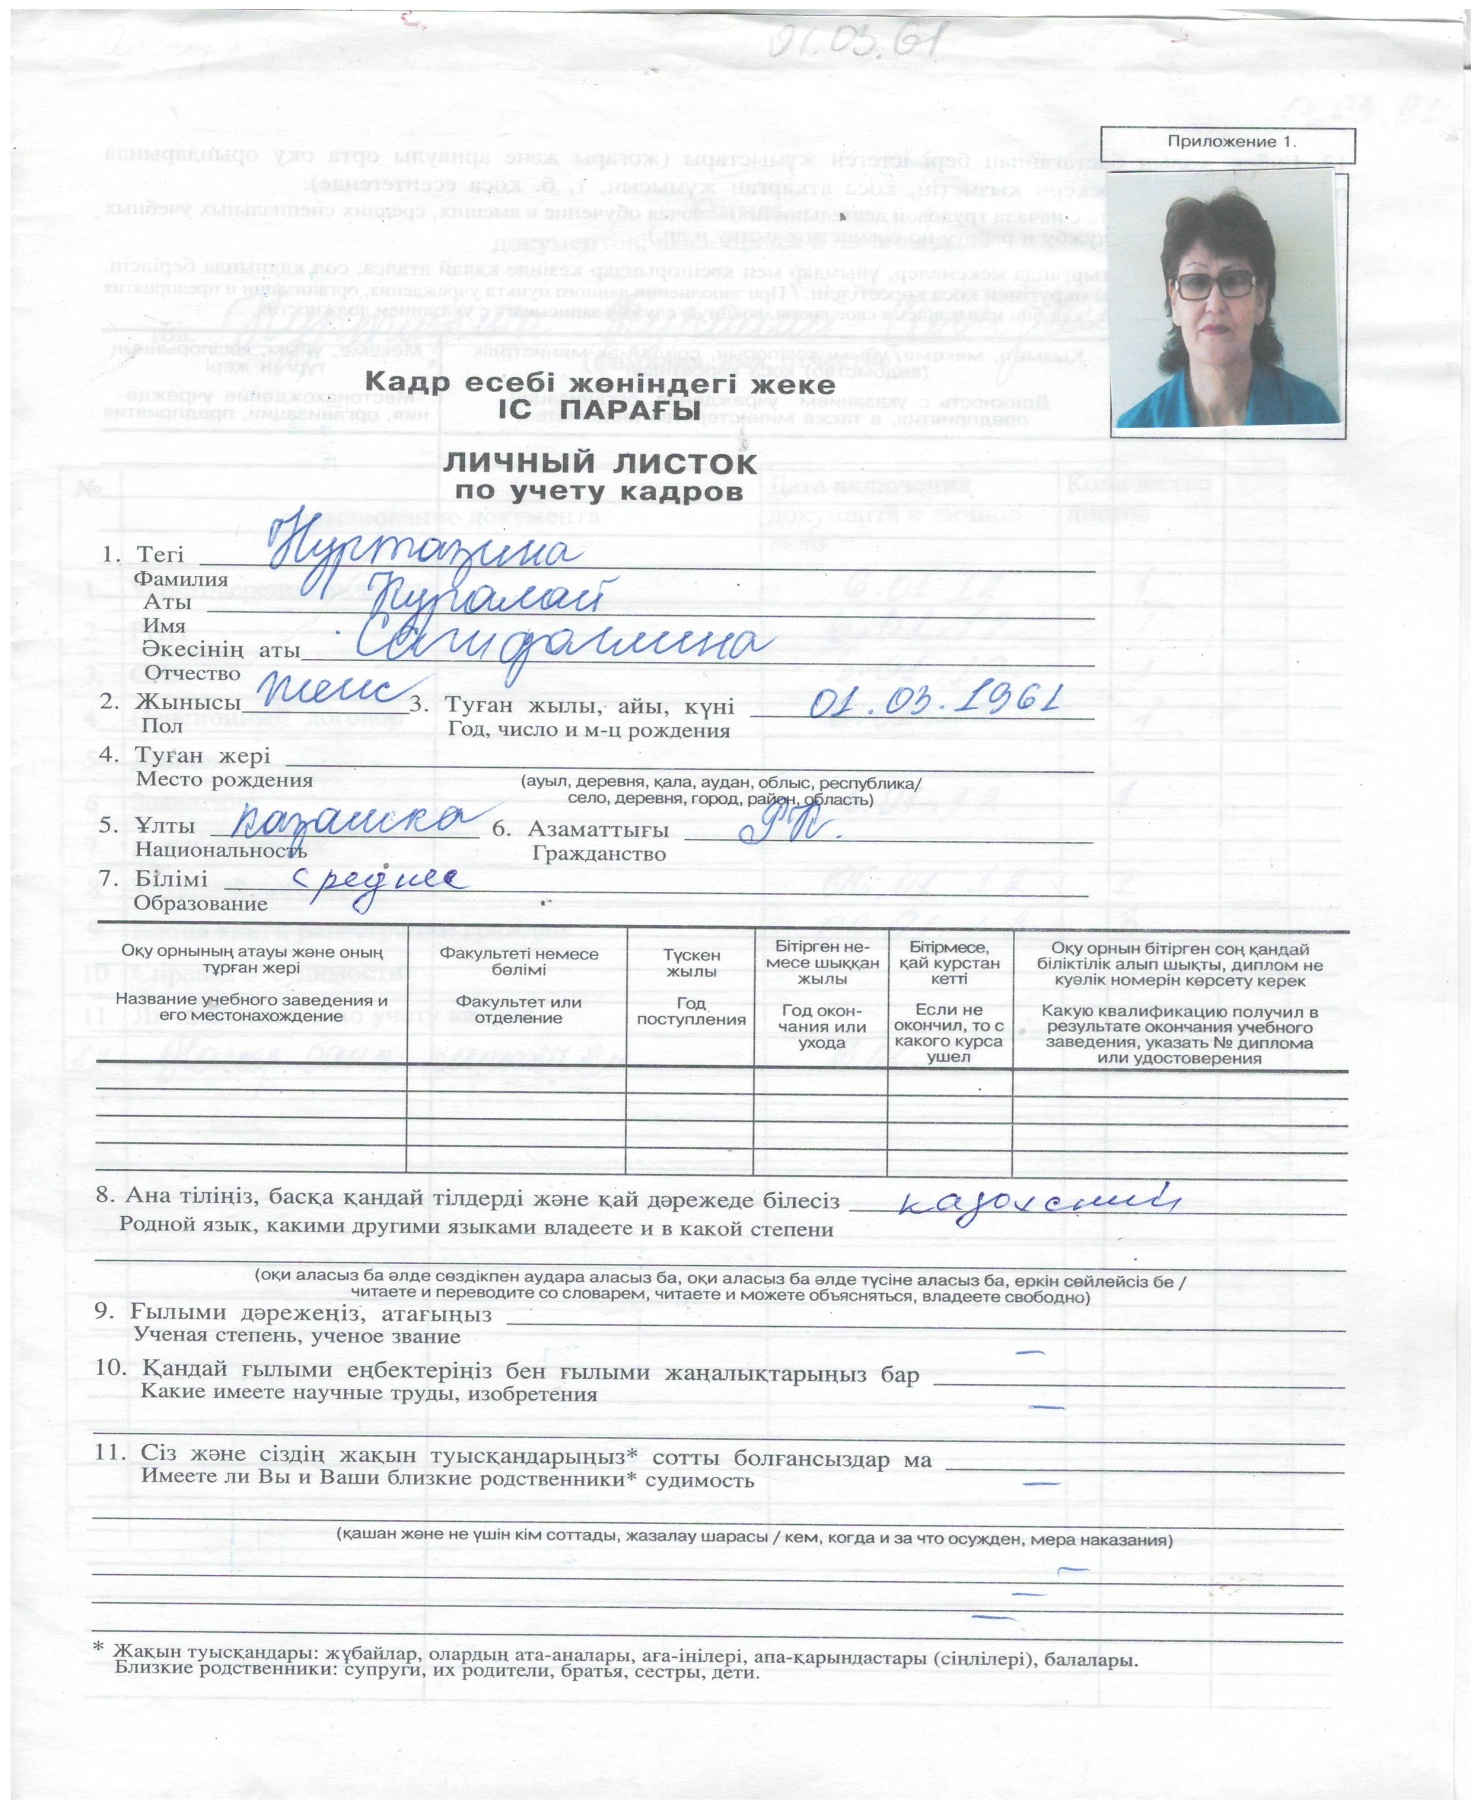 01.03.61
Приложение 1.
Кадр есебі жөніндегі жеке
ІС ПАРАҒЫ
ЛИЧНЫЙ ЛИСТОК
по учету кадров
1. Тегі Нуртазина
Фамилия
Аты Куралай
Имя
Әкесінің аты Сагидоллина
Отчество
2. Жынысы женс 3. Туған жылы, айы, күні 01.03.1961
Пол Год, число и м-ц рождения
4. Туған жері
Место рождения (ауыл, деревня, қала, аудан, облыс, республика/
село, деревня, город, район, область)
5. Ұлты казашка 6. Азаматтығы РК.
Национальность Гражданство
7. Білімі среднее
Образование
Оқу орнының атауы және оның тұрған жері Факультеті немесе бөлімі Түскен жылы Бітірген не- месе шыққан жылы Бітірмесе, қай курстан кетті Оқу орнын бітірген соң қандай біліктілік алып шықты, диплом не куәлік номерін көрсету керек
Название учебного заведения и его местонахождение Факультет или отделение Год поступления Год окон- чания или ухода Если не окончил, то с какого курса ушел Какую квалификацию получил в результате окончания учебного заведения, указать № диплома или удостоверения
8. Ана тіліңіз, басқа қандай тілдерді және қай дәрежеде білесіз казахский
Родной язык, какими другими языками владеете и в какой степени
(оқи аласыз ба әлде сөздікпен аудара аласыз ба, оқи аласыз ба әлде түсіне аласыз ба, еркін сөйлейсіз бе /
читаете и переводите со словарем, читаете и можете объясняться, владеете свободно)
9. Ғылыми дәрежеңіз, атағыңыз
Ученая степень, ученое звание –
10. Қандай ғылыми еңбектеріңіз бен ғылыми жаңалықтарыңыз бар
Какие имеете научные труды, изобретения –
11. Сіз және сіздің жақын туысқандарыңыз* сотты болғансыздар ма
Имеете ли Вы и Ваши близкие родственники* судимость –
(қашан және не үшін кім соттады, жазалау шарасы / кем, когда и за что осужден, мера наказания)
–
–
–
* Жақын туысқандары: жұбайлар, олардың ата-аналары, аға-інілері, апа-қарындастары (сіңлілері), балалары.
Близкие родственники: супруги, их родители, братья, сестры, дети.